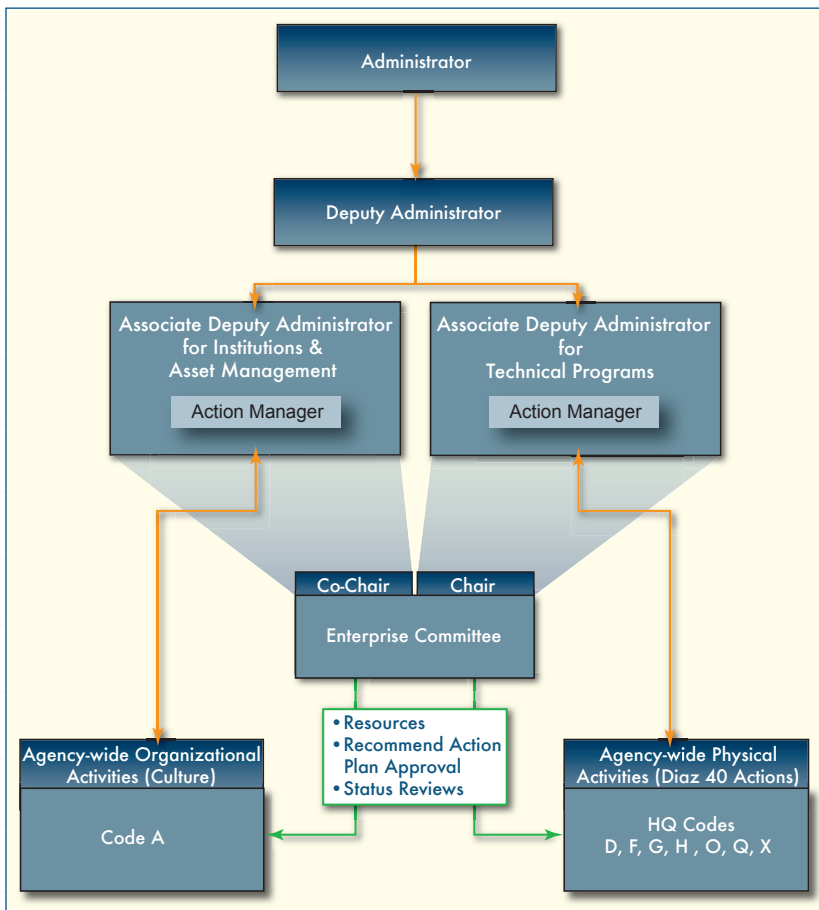 Administrator
Deputy Administrator
Associate Deputy Administrator
for Institutions &
Asset Management
Action Manager
Associate Deputy Administrator
for
Technical Programs
Action Manager
Co-Chair
Chair
Enterprise Committee
• Resources
• Recommend Action
Plan Approval
• Status Reviews
Agency-wide Organizational
Activities (Culture)
Code A
Agency-wide Physical
Activities (Diaz 40 Actions)
HQ Codes
D, F, G, H , O, Q, X